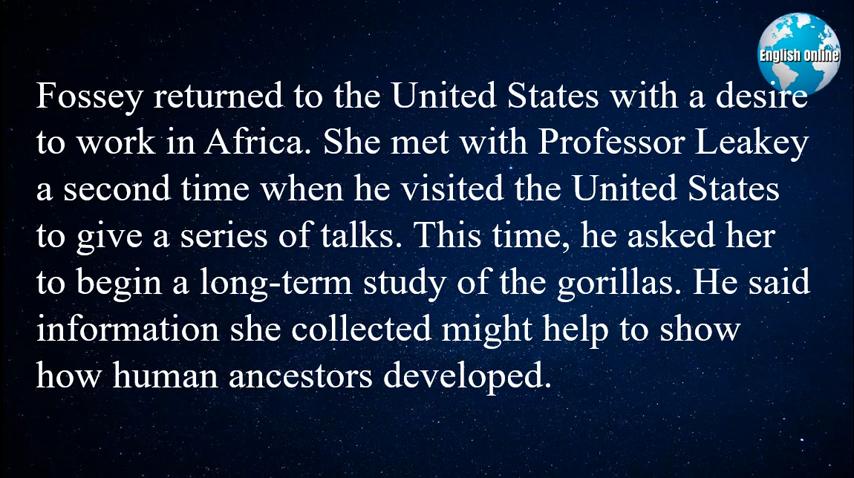 English Online
Fossey returned to the United States with a desire
to work in Africa. She met with Professor Leakey
a second time when he visited the United States
to give a series of talks. This time, he asked her
to begin a long-term study of the gorillas. He said
information she collected might help to show
how human ancestors developed.